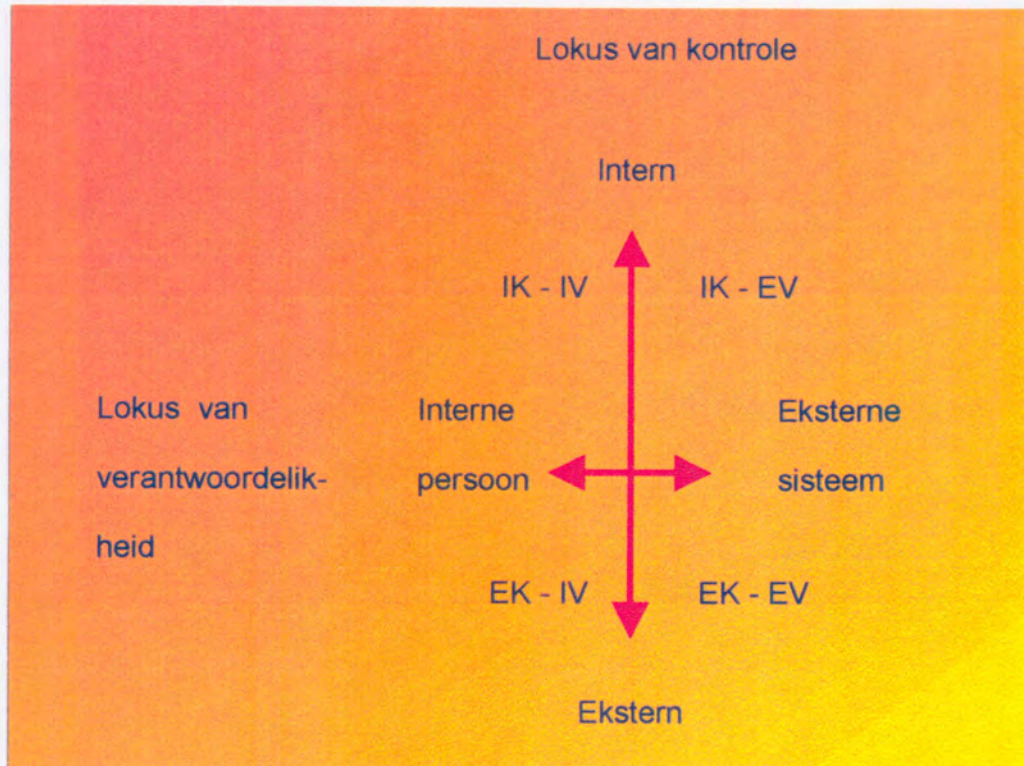 Lokus van kontrole
Intern
IK - IV
IK - EV
Lokus van
verantwoordelik-
heid
Interne
persoon
Eksterne
sisteem
EK - IV
EK - EV
Ekstern